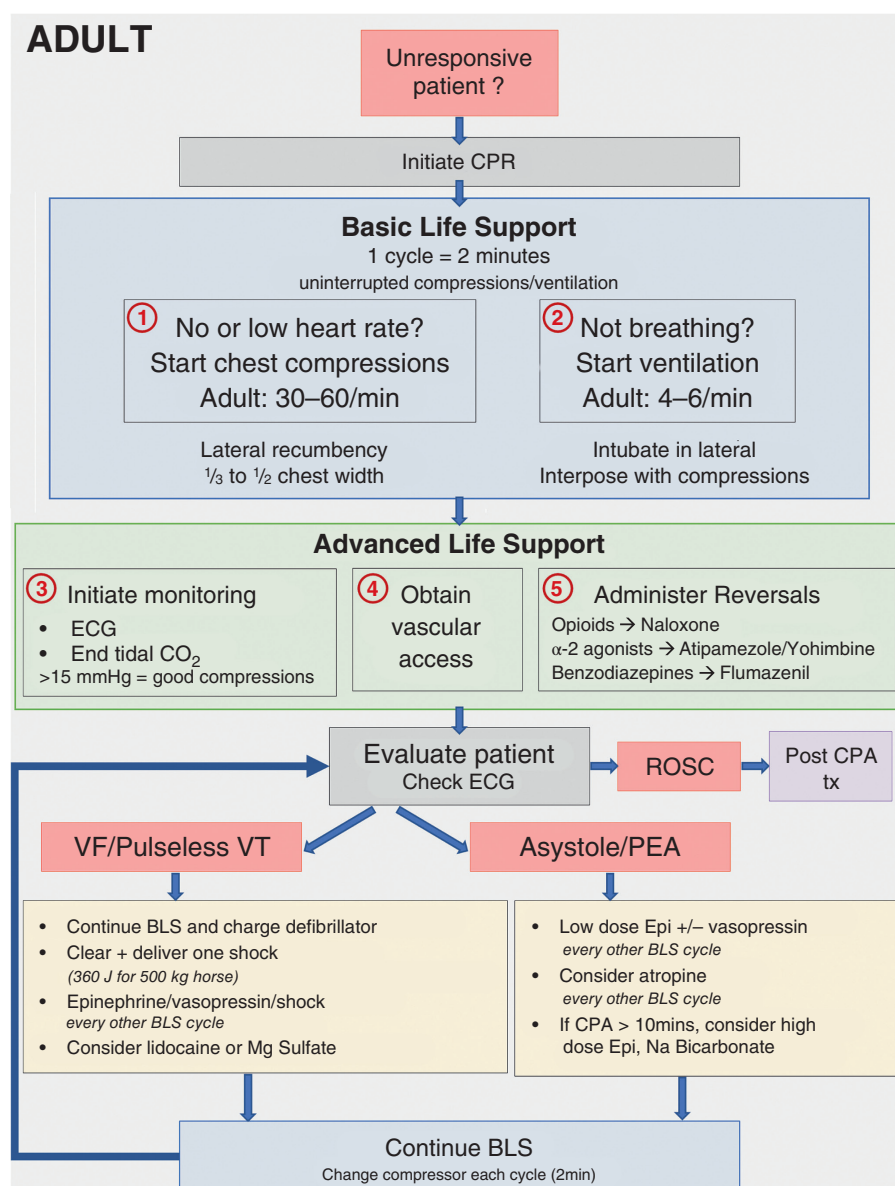 ADULT
Unresponsive
patient ?
Initiate CPR
Basic Life Support
1 cycle = 2 minutes
uninterrupted compressions/ventilation
1
No or low heart rate?
Start chest compressions
Adult: 30–60/min
Lateral recumbency
1/3 to 1/2 chest width
2
Not breathing?
Start ventilation
Adult: 4–6/min
Intubate in lateral
Interpose with compressions
Advanced Life Support
3 Initiate monitoring
• ECG
• End tidal CO₂
>15 mmHg = good compressions
4 Obtain
vascular
access
5 Administer Reversals
Opioids → Naloxone
α-2 agonists → Atipamezole/Yohimbine
Benzodiazepines → Flumazenil
Evaluate patient
Check ECG
ROSC
Post CPA
tx
VF/Pulseless VT
• Continue BLS and charge defibrillator
• Clear + deliver one shock
(360 J for 500 kg horse)
• Epinephrine/vasopressin/shock
every other BLS cycle
• Consider lidocaine or Mg Sulfate
Asystole/PEA
• Low dose Epi +/– vasopressin
every other BLS cycle
• Consider atropine
every other BLS cycle
• If CPA > 10mins, consider high
dose Epi, Na Bicarbonate
Continue BLS
Change compressor each cycle (2min)